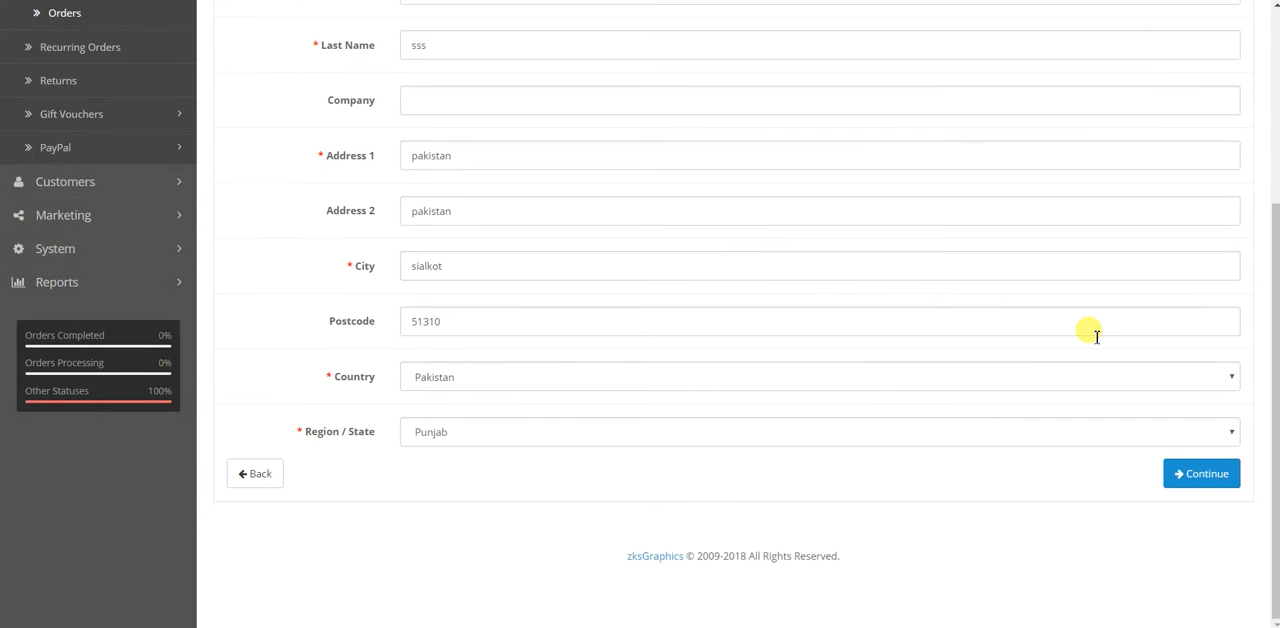 Orders
Recurring Orders
Returns
Gift Vouchers
PayPal
Customers
Marketing
System
Reports
Orders Completed 0%
Orders Processing 0%
Other Statuses 100%
* Last Name sss
Company
* Address 1 pakistan
Address 2 pakistan
* City sialkot
Postcode 51310
* Country Pakistan
* Region / State Punjab
Back Continue
zksGraphics © 2009-2018 All Rights Reserved.